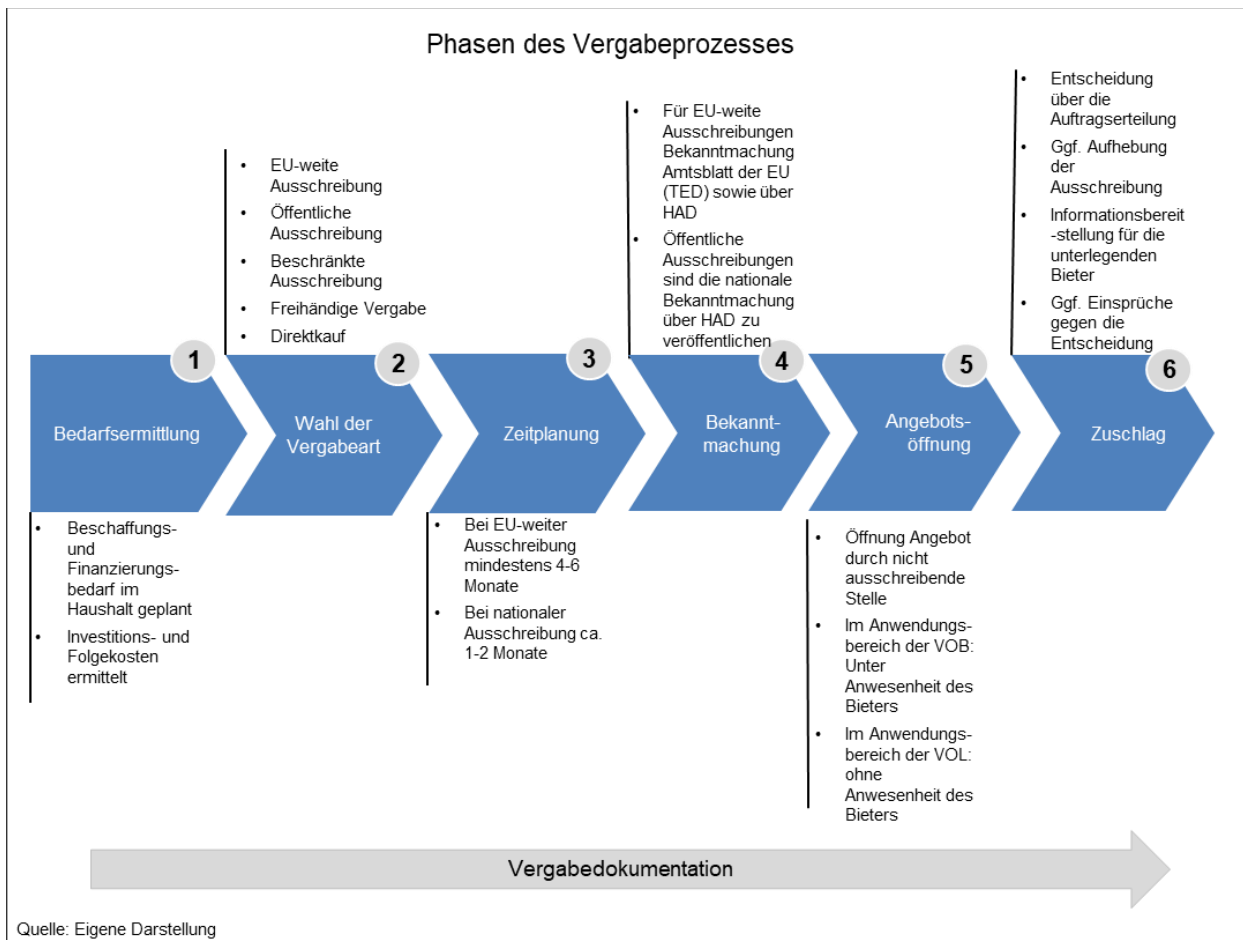 Phasen des Vergabeprozesses
1
Bedarfsermittlung
• Beschaffungs-
und
Finanzierungs-
bedarf im
Haushalt geplant
• Investitions- und
Folgekosten
ermittelt
• EU-weite
Ausschreibung
• Öffentliche
Ausschreibung
• Beschränkte
Ausschreibung
• Freihändige Vergabe
• Direktkauf
2
Wahl der
Vergabeart
3
Zeitplanung
• Bei EU-weiter
Ausschreibung
mindestens 4-6
Monate
• Bei nationaler
Ausschreibung ca.
1-2 Monate
• Für EU-weite
Ausschreibungen
Bekanntmachung
Amtsblatt der EU
(TED) sowie über
HAD
• Öffentliche
Ausschreibungen
sind die nationale
Bekanntmachung
über HAD zu
veröffentlichen
4
Bekannt-
machung
5
Angebots-
öffnung
• Öffnung Angebot
durch nicht
ausschreibende
Stelle
• Im Anwendungs-
bereich der VOB:
Unter
Anwesenheit des
Bieters
• Im Anwendungs-
bereich der VOL:
ohne
Anwesenheit des
Bieters
• Entscheidung
über die
Auftragserteilung
• Ggf. Aufhebung
der
Ausschreibung
• Informationsbereit
-stellung für die
unterlegenden
Bieter
• Ggf. Einsprüche
gegen die
Entscheidung
6
Zuschlag
Vergabedokumentation
Quelle: Eigene Darstellung